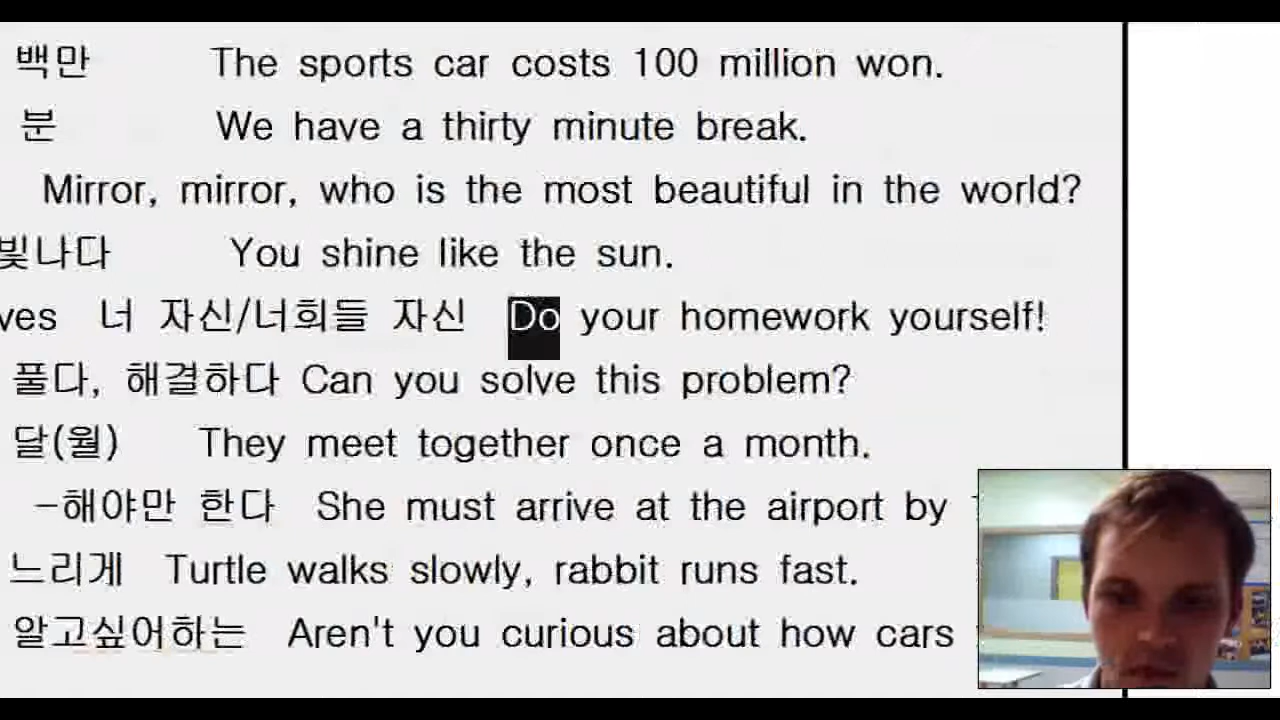 백만 The sports car costs 100 million won.
분 We have a thirty minute break.
Mirror, mirror, who is the most beautiful in the world?
빛나다 You shine like the sun.
ves 너 자신/너희들 자신 Do your homework yourself!
풀다, 해결하다 Can you solve this problem?
달(월) They meet together once a month.
-해야만 한다 She must arrive at the airport by
느리게 Turtle walks slowly, rabbit runs fast.
알고싶어하는 Aren't you curious about how cars